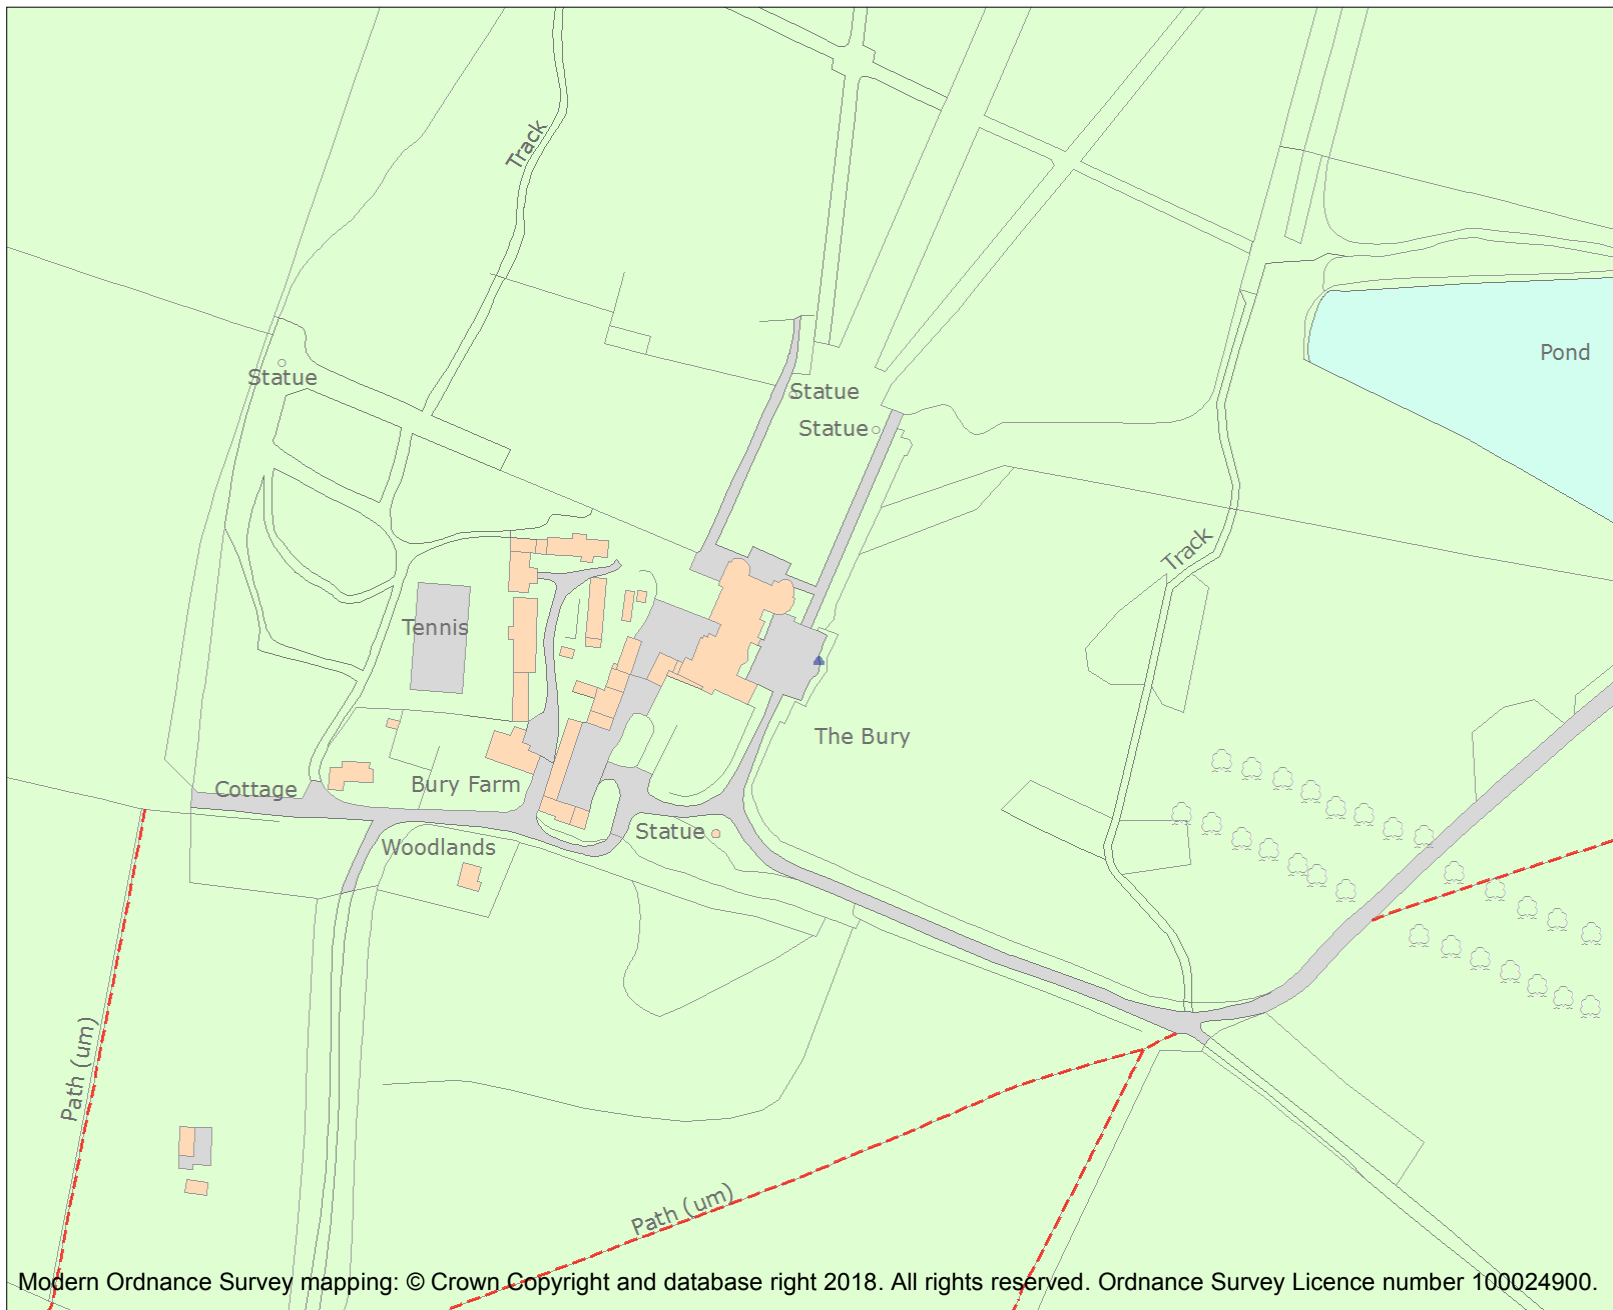 Track
Pond
Statue
Statue
Statue
Track
Tennis
The Bury
Cottage
Bury Farm
Statue
Woodlands
Path (um)
Path (um)
Modern Ordnance Survey mapping: © Crown Copyright and database right 2018. All rights reserved. Ordnance Survey Licence number 100024900.